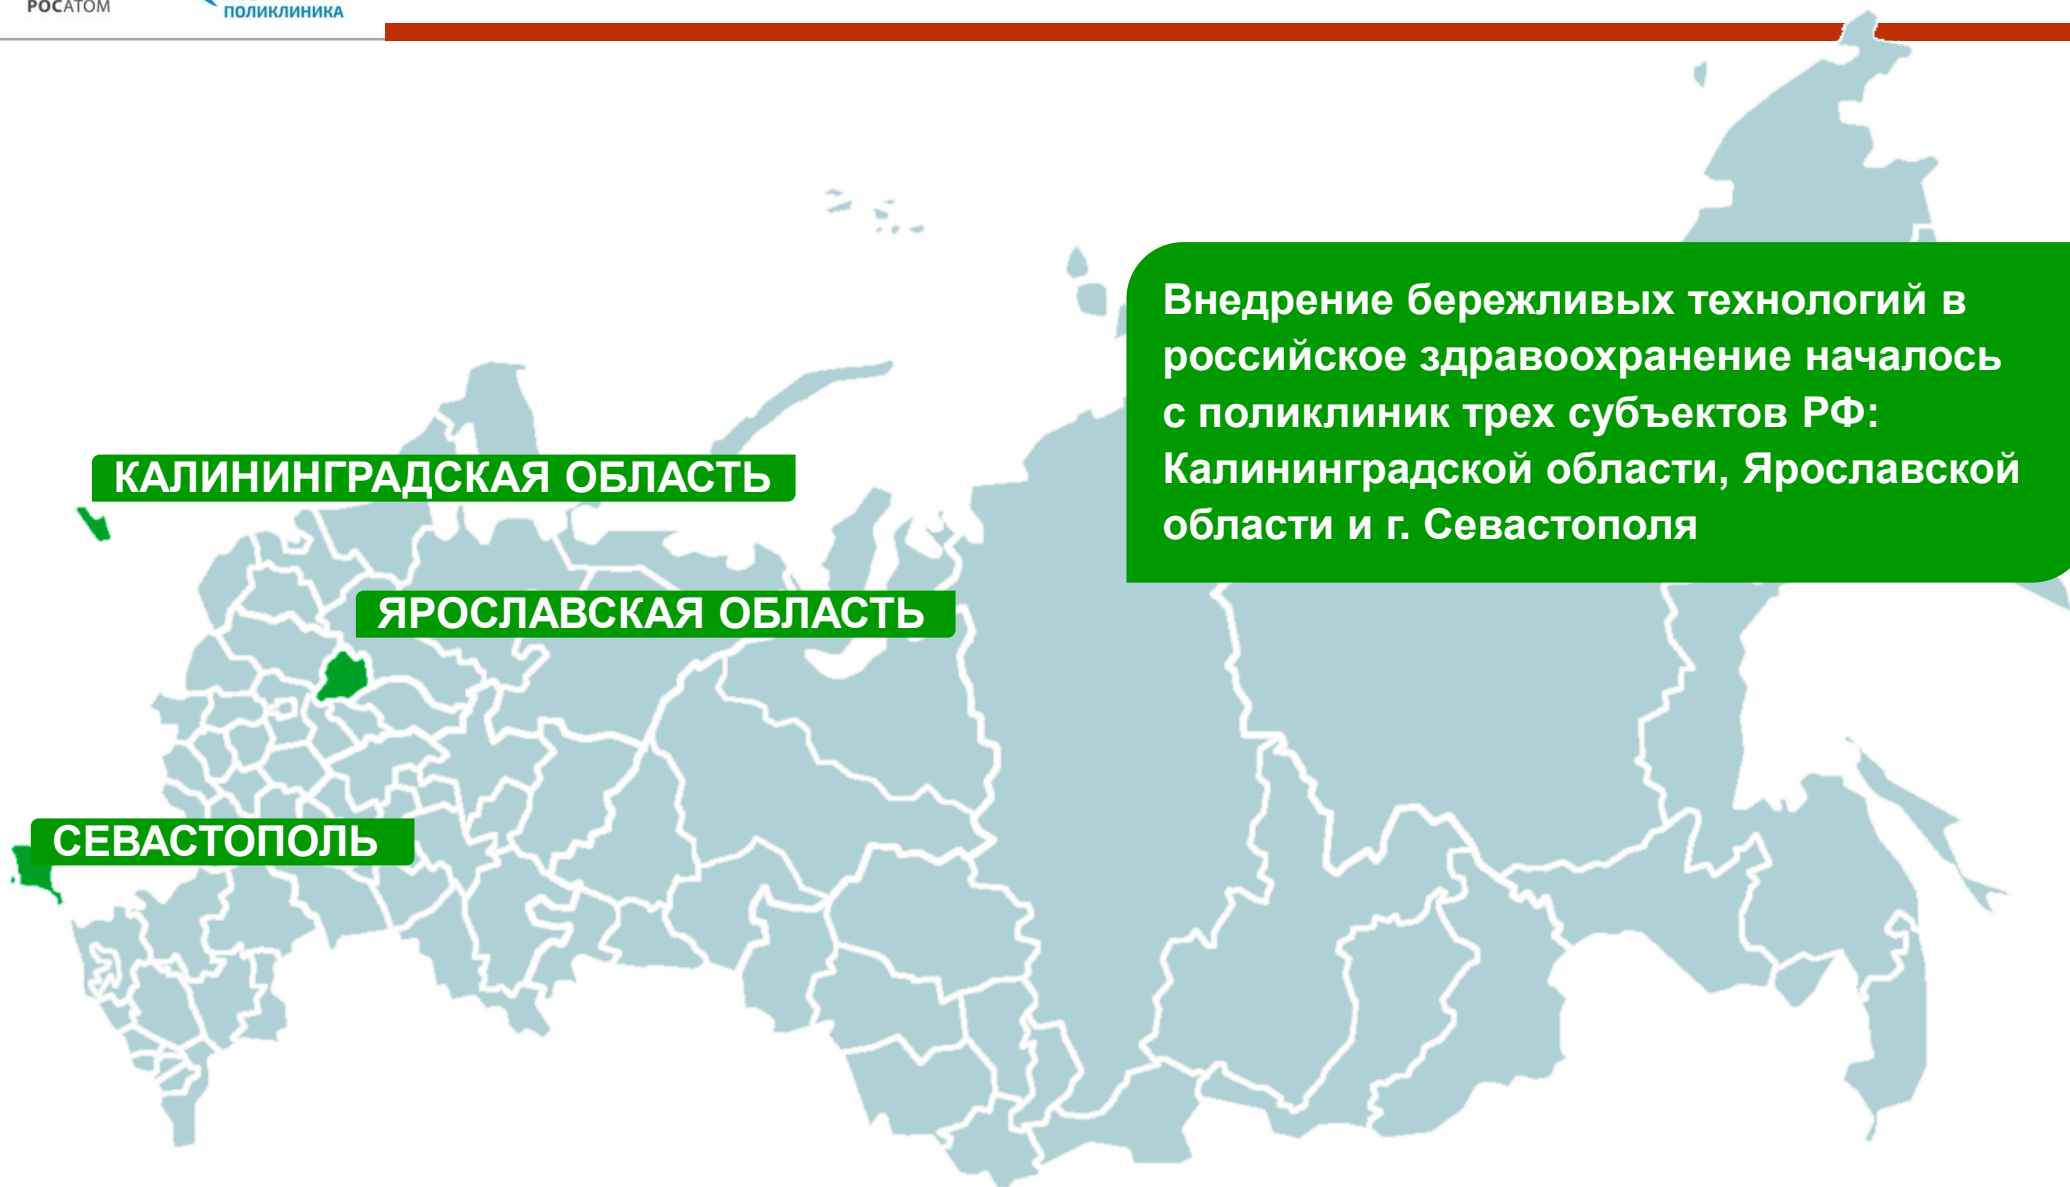 РОСАТОМ
ПОЛИКЛИНИКА
Внедрение бережливых технологий в
российское здравоохранение началось
с поликлиник трех субъектов РФ:
Калининградской области, Ярославской
области и г. Севастополя
КАЛИНИНГРАДСКАЯ ОБЛАСТЬ
ЯРОСЛАВСКАЯ ОБЛАСТЬ
СЕВАСТОПОЛЬ